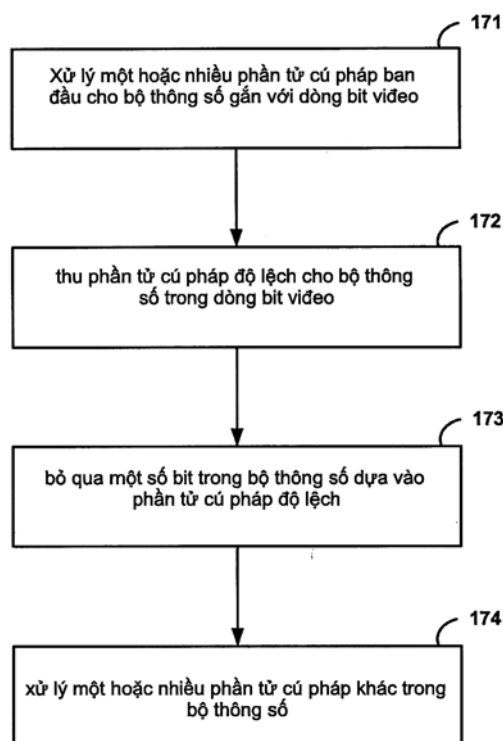 171
Xử lý một hoặc nhiều phần tử cú pháp ban
đầu cho bộ thông số gắn với dòng bit viđeo
172
thu phần tử cú pháp độ lệch cho bộ thông
số trong dòng bit viđeo
173
bỏ qua một số bit trong bộ thông số dựa vào
phần tử cú pháp độ lệch
174
xử lý một hoặc nhiều phần tử cú pháp khác trong
bộ thông số